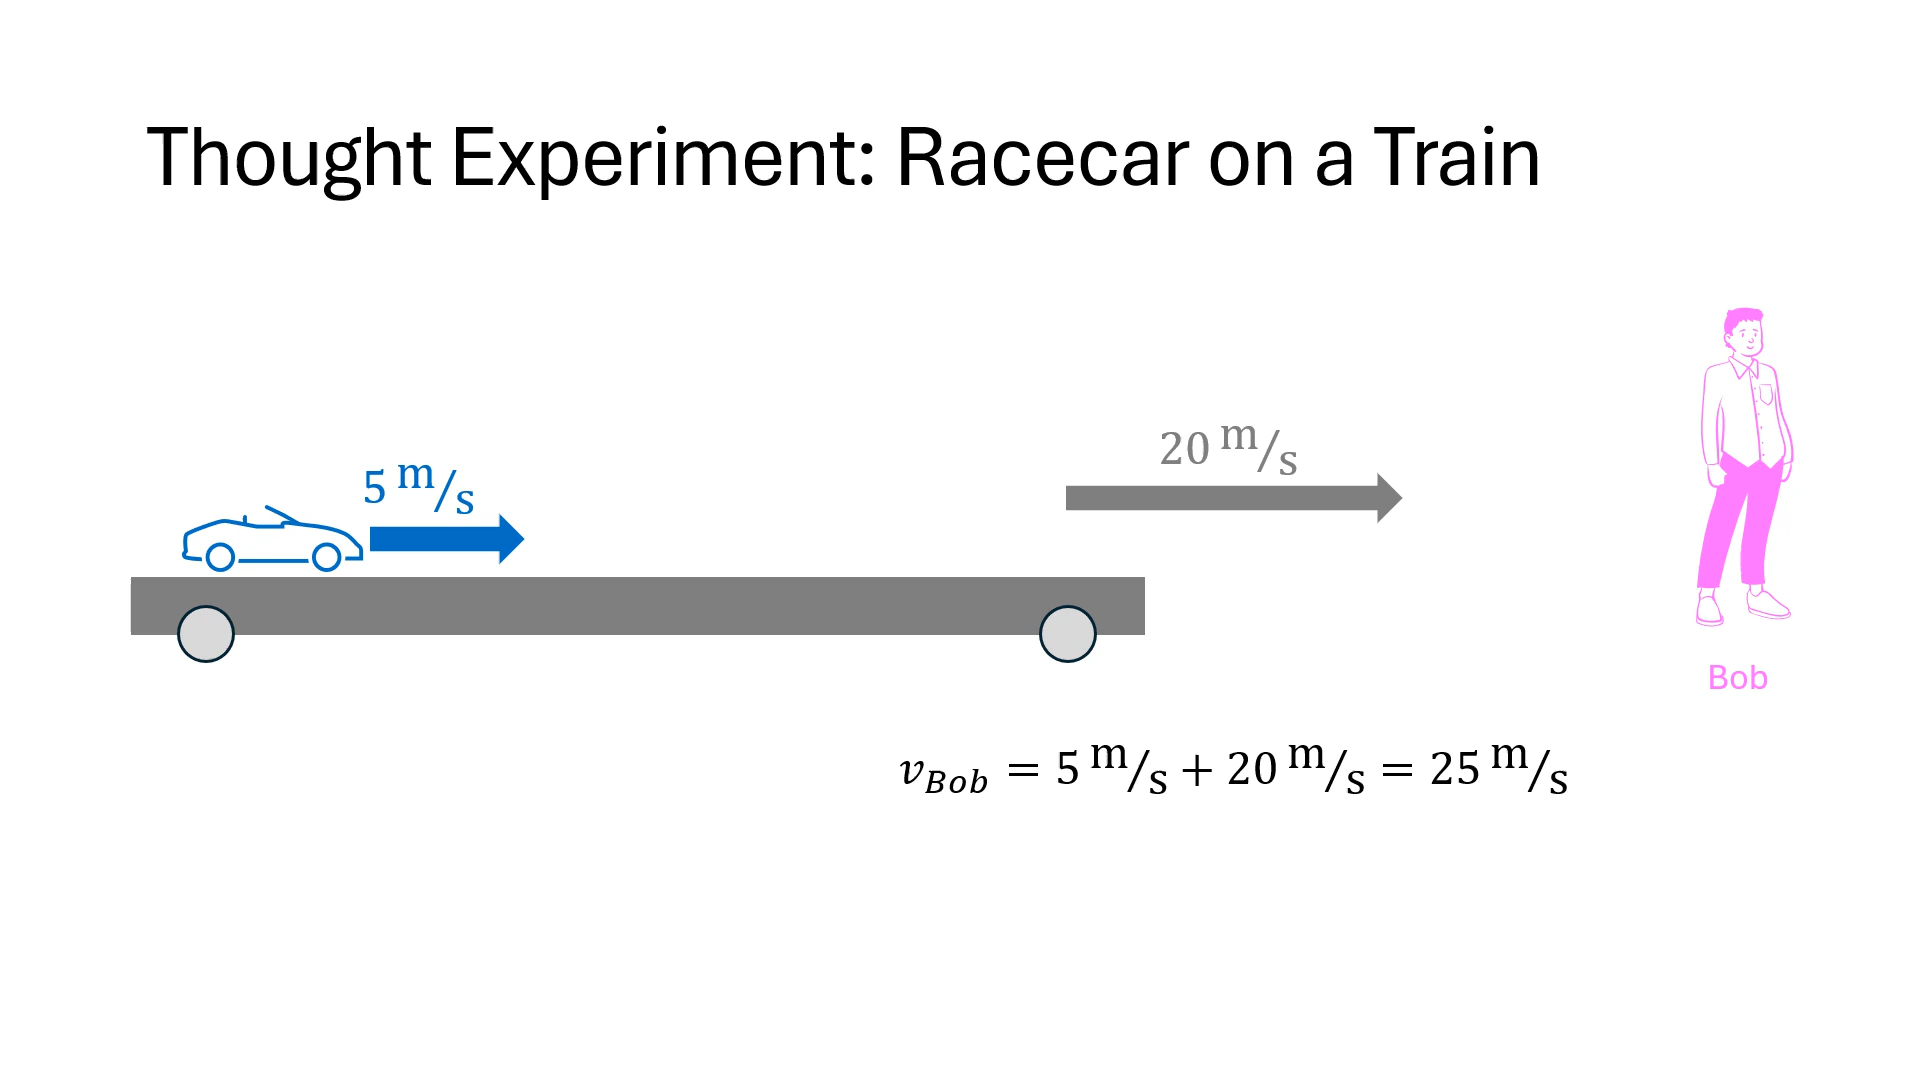 Thought Experiment: Racecar on a Train
20 m/s
5 m/s
Bob
v_Bob = 5 m/s + 20 m/s = 25 m/s